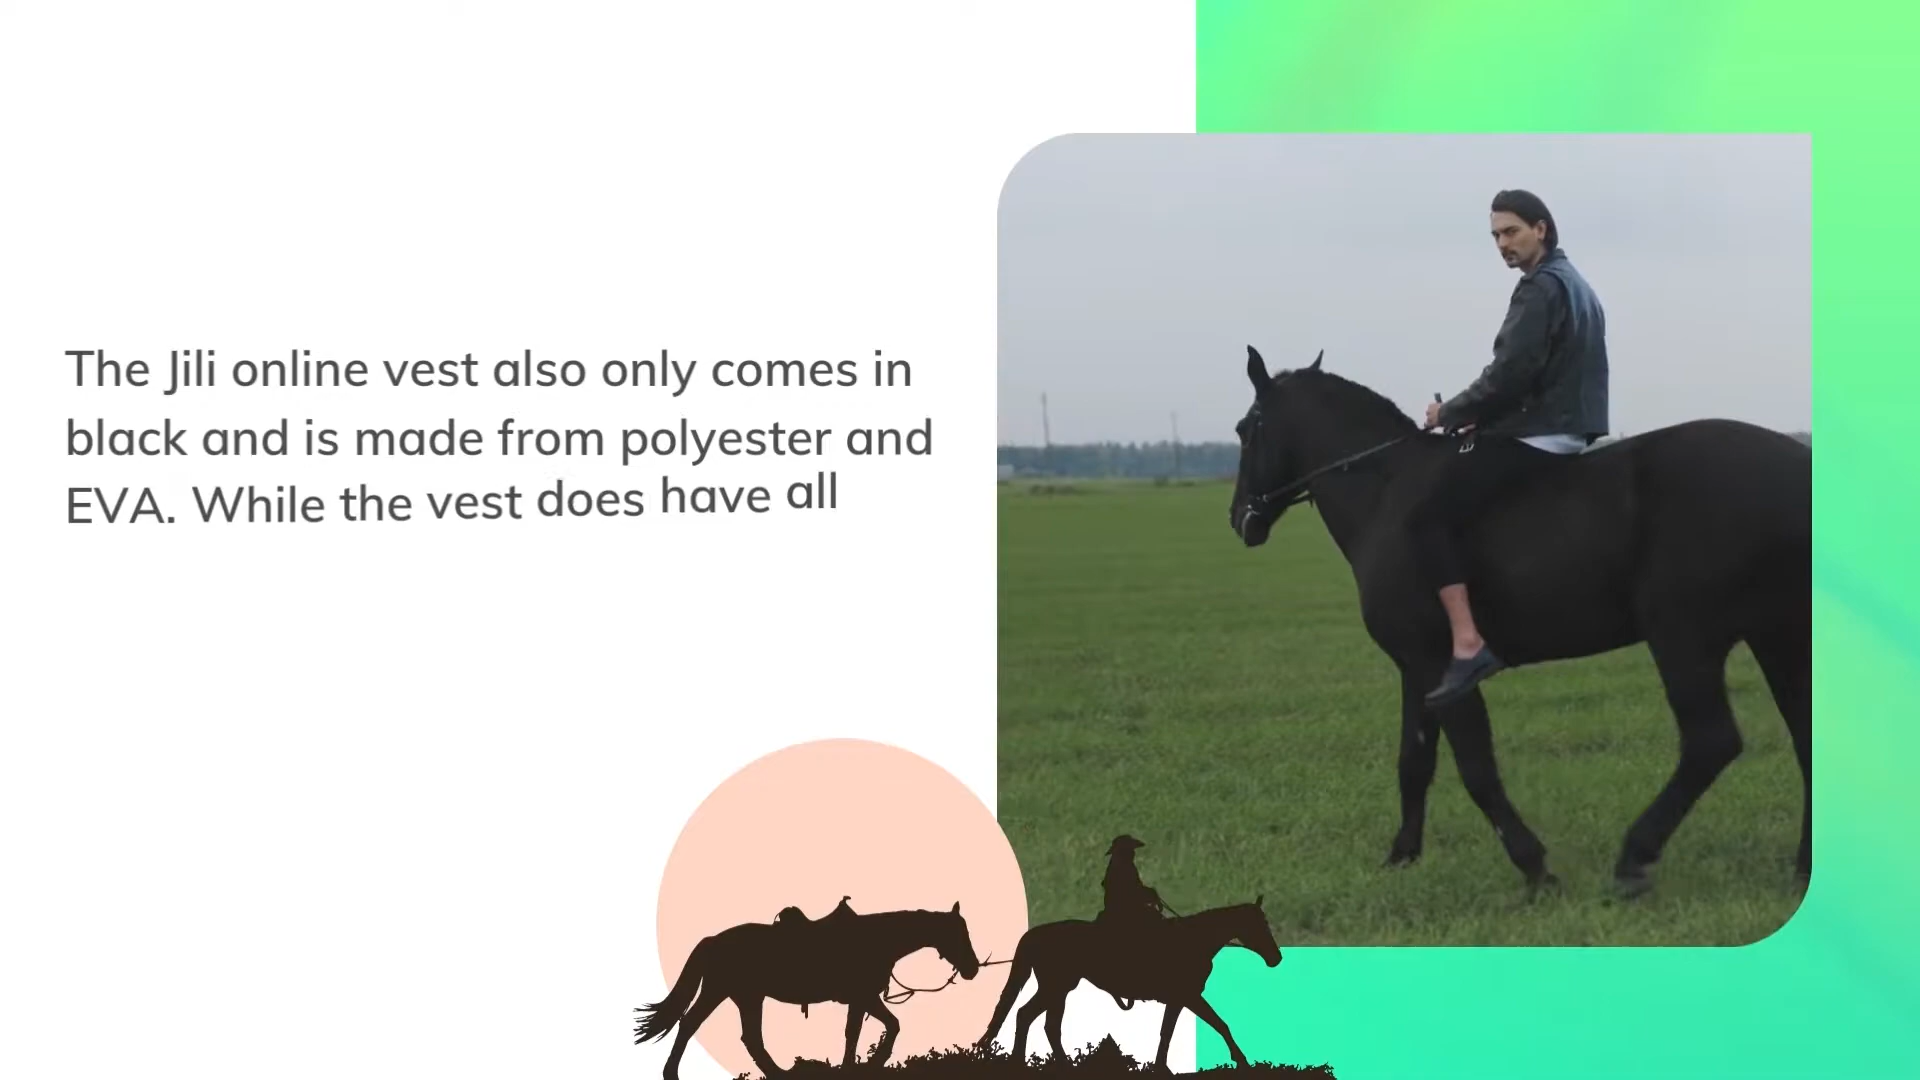 The Jili online vest also only comes in
black and is made from polyester and
EVA. While the vest does have all